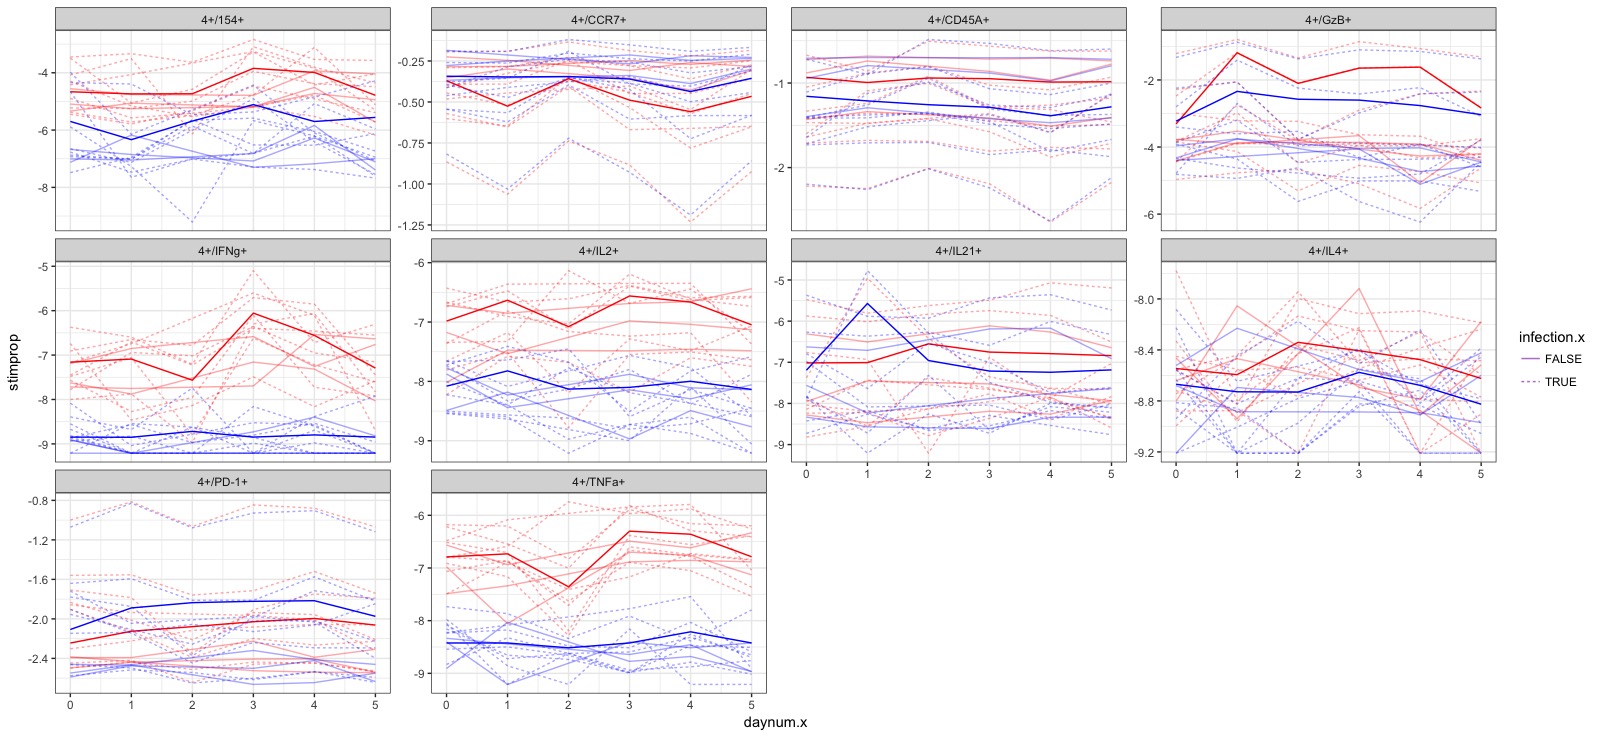 4+/154+ 4+/CCR7+ 4+/CD45A+ 4+/GzB+
-4 -6 -8
-0.25 -0.50 -0.75 -1.00 -1.25
-1 -2
-2 -4 -6
4+/IFNg+ 4+/IL2+ 4+/IL21+ 4+/IL4+
-5 -6 -7 -8 -9
-6 -7 -8 -9
-5 -6 -7 -8 -9
-8.0 -8.4 -8.8 -9.2
0 1 2 3 4 5
0 1 2 3 4 5
4+/PD-1+ 4+/TNFa+
-0.8 -1.2 -1.6 -2.0 -2.4
-6 -7 -8 -9
0 1 2 3 4 5
0 1 2 3 4 5
stimprop
daynum.x
infection.x
FALSE
TRUE